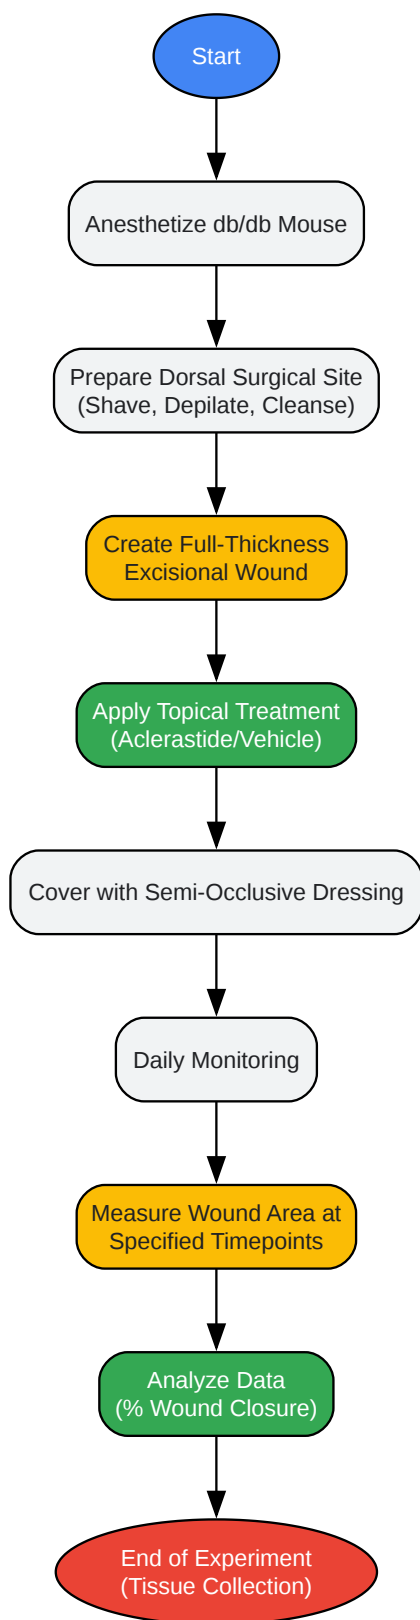 Start
Anesthetize db/db Mouse
Prepare Dorsal Surgical Site
(Shave, Depilate, Cleanse)
Create Full-Thickness
Excisional Wound
Apply Topical Treatment
(Aclerastide/Vehicle)
Cover with Semi-Occlusive Dressing
Daily Monitoring
Measure Wound Area at
Specified Timepoints
Analyze Data
(% Wound Closure)
End of Experiment
(Tissue Collection)